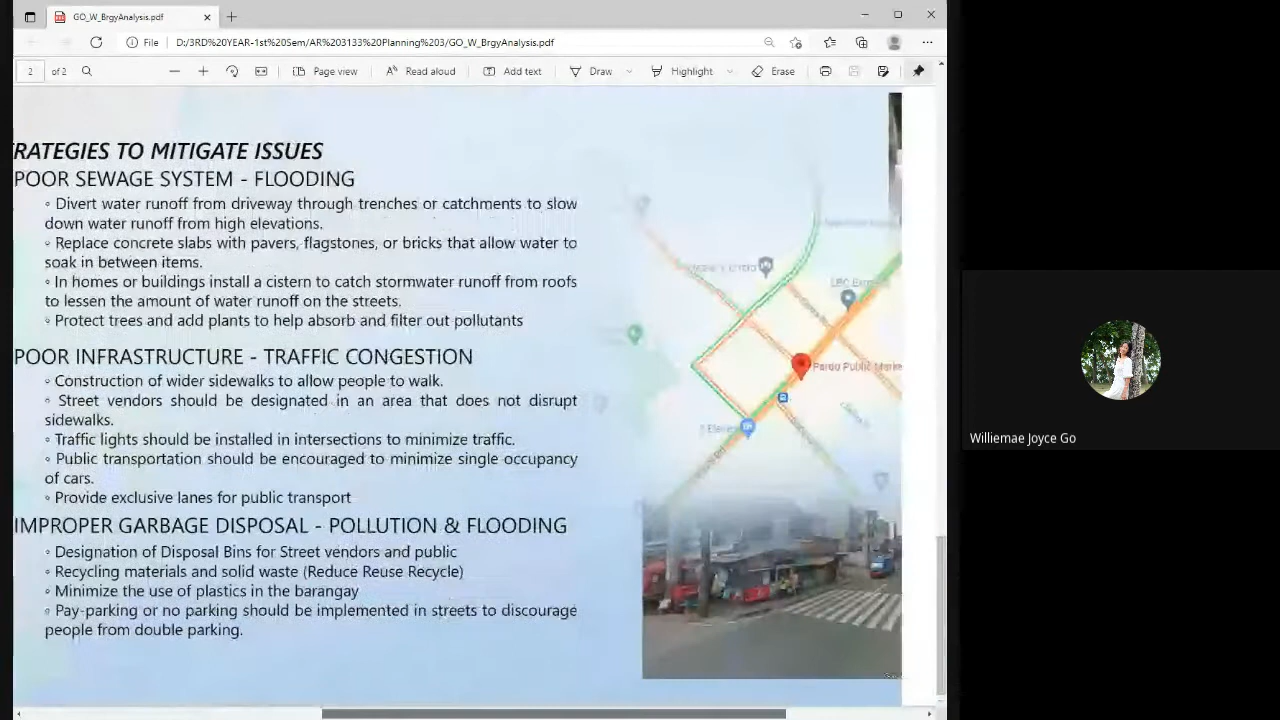 GO_W_BrgyAnalysis.pdf
File
D:/3RD%20YEAR-1st%20Sem/AR%203133%20Planning%203/GO_W_BrgyAnalysis.pdf
2 of 2
Page view
Read aloud
Add text
Draw
Highlight
Erase
RATEGIES TO MITIGATE ISSUES
POOR SEWAGE SYSTEM - FLOODING
◦ Divert water runoff from driveway through trenches or catchments to slow
down water runoff from high elevations.
◦ Replace concrete slabs with pavers, flagstones, or bricks that allow water to
soak in between items.
◦ In homes or buildings install a cistern to catch stormwater runoff from roofs
to lessen the amount of water runoff on the streets.
◦ Protect trees and add plants to help absorb and filter out pollutants
POOR INFRASTRUCTURE - TRAFFIC CONGESTION
◦ Construction of wider sidewalks to allow people to walk.
◦ Street vendors should be designated in an area that does not disrupt
sidewalks.
◦ Traffic lights should be installed in intersections to minimize traffic.
◦ Public transportation should be encouraged to minimize single occupancy
of cars.
◦ Provide exclusive lanes for public transport
IMPROPER GARBAGE DISPOSAL - POLLUTION & FLOODING
◦ Designation of Disposal Bins for Street vendors and public
◦ Recycling materials and solid waste (Reduce Reuse Recycle)
◦ Minimize the use of plastics in the barangay
◦ Pay-parking or no parking should be implemented in streets to discourage
people from double parking.
LBC
Pardo Public Marke
Williemae Joyce Go